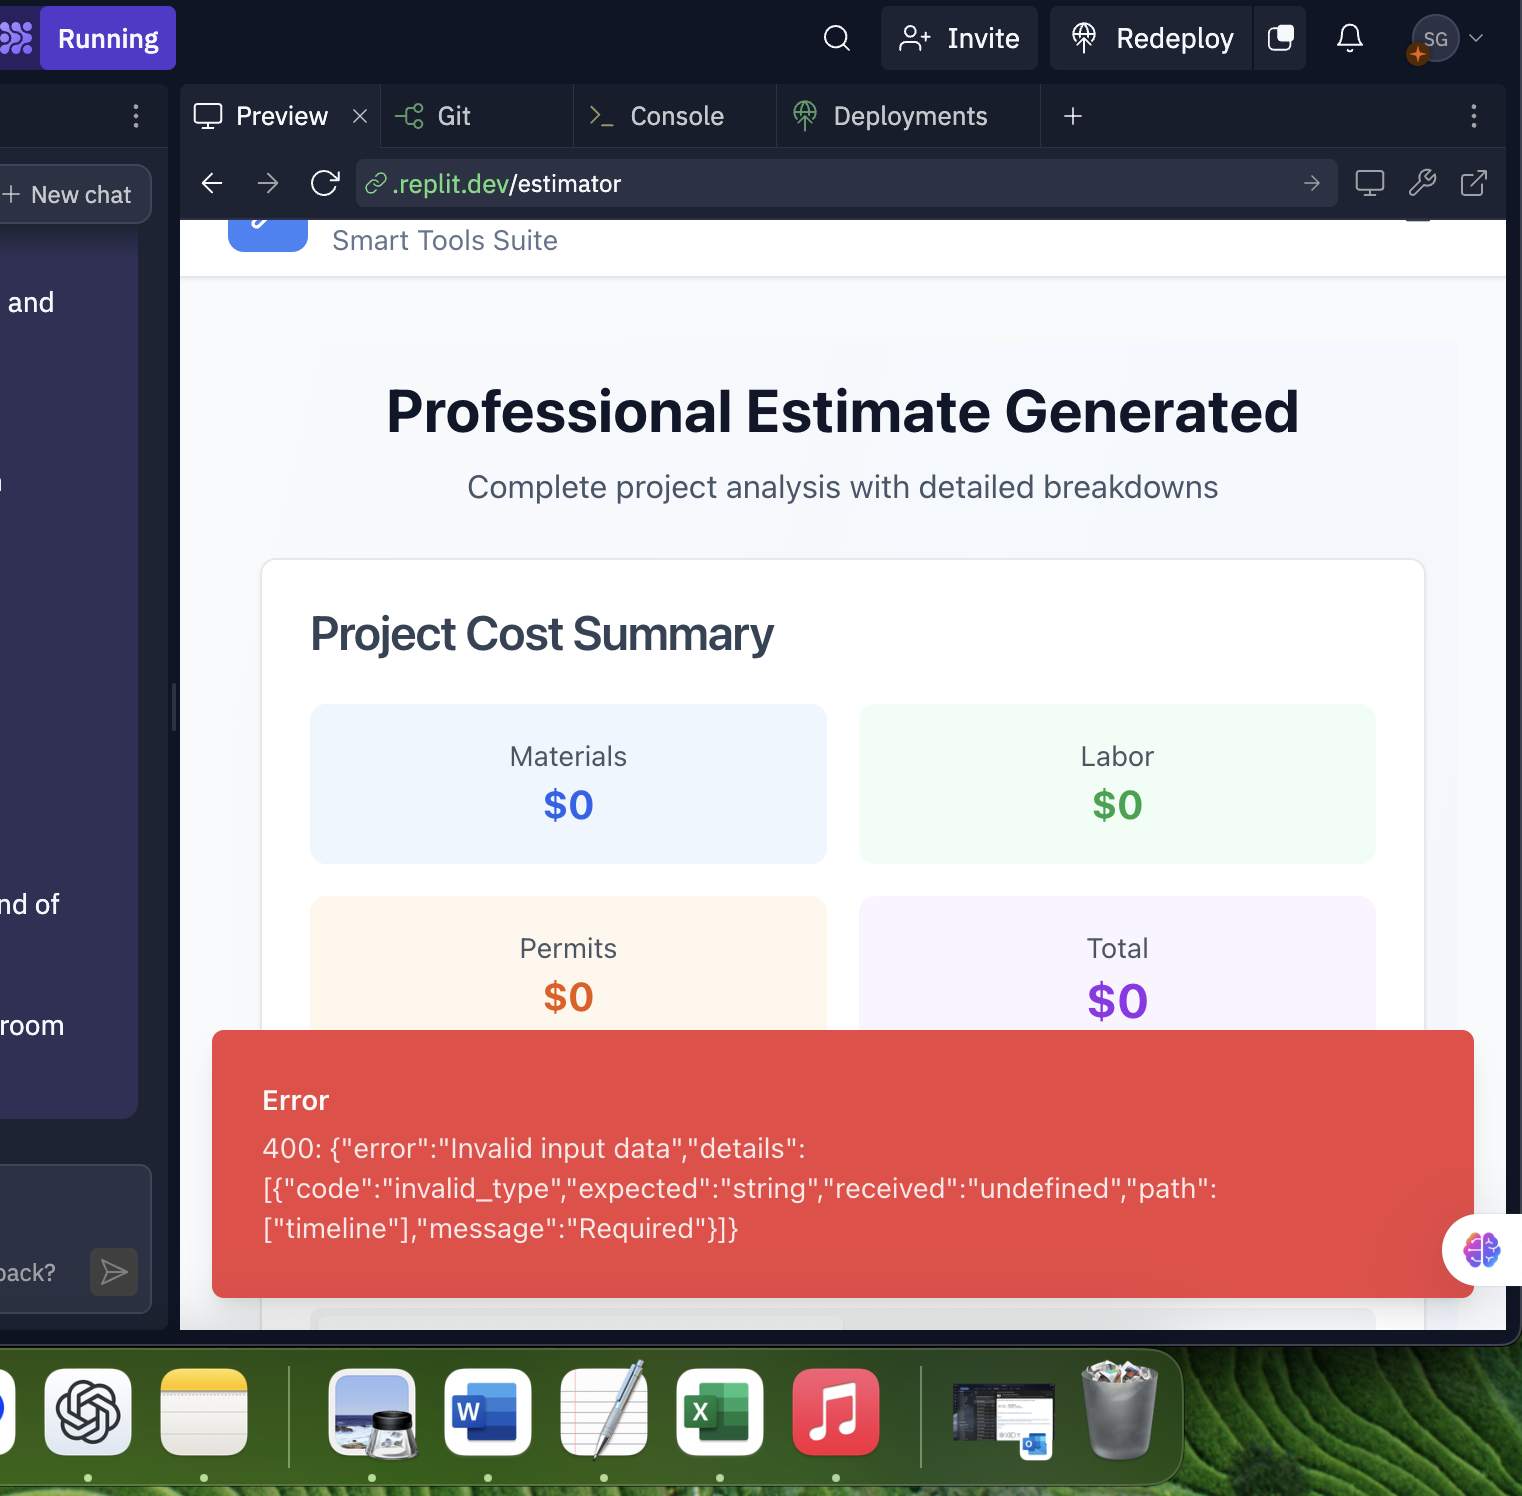 Running
Invite
Redeploy
SG
Preview
Git
Console
Deployments
New chat
.replit.dev/estimator
Smart Tools Suite
and
nd of
room
back?
Professional Estimate Generated
Complete project analysis with detailed breakdowns
Project Cost Summary
Materials
$0
Labor
$0
Permits
$0
Total
$0
Error
400: {"error":"Invalid input data","details":
[{"code":"invalid_type","expected":"string","received":"undefined","path":
["timeline"],"message":"Required"}]}
W
X